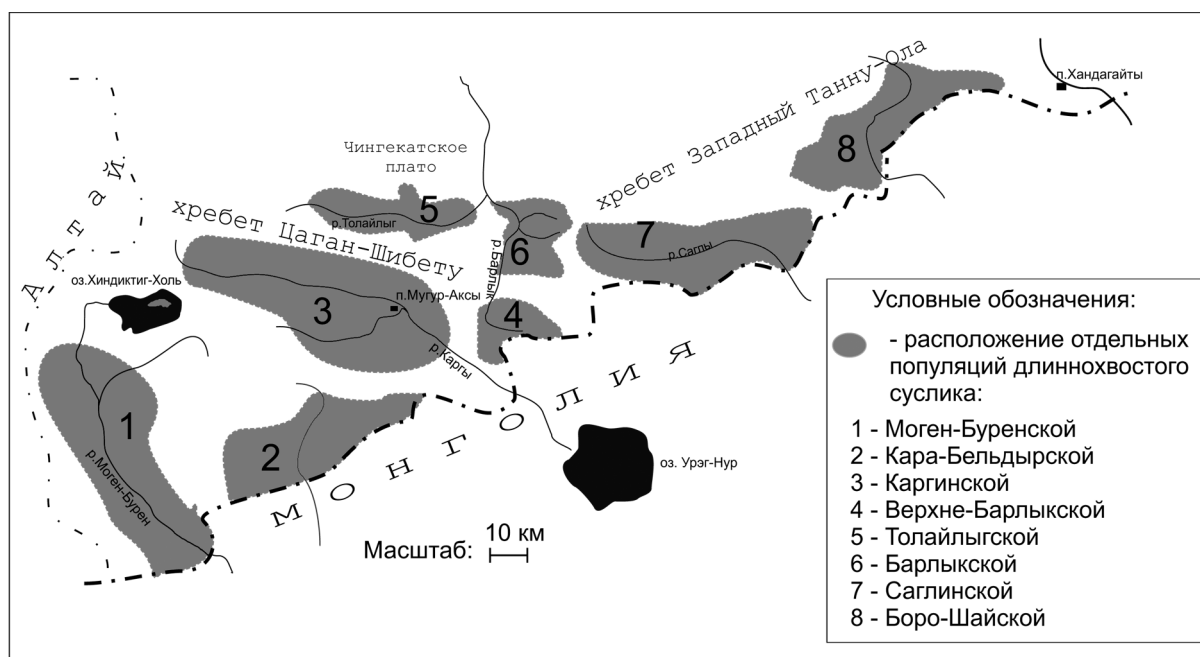 п.Хандагайты
хребет Западный Танну-Ола
8
Чингекатское
плато
Алтай
хребет Цаган-Шибету
5
р.Толайлыг
7
р.Саглы
6
р.Барлык
оз.Хиндиктиг-Холь
3
п.Мугур-Аксы
4
р.Каргы
1
р.Моген-Бурен
2
МОНГОЛИЯ
оз. Урэг-Нур
Масштаб: 10 км
Условные обозначения:
- расположение отдельных
популяций длиннохвостого
суслика:
1 - Моген-Буренской
2 - Кара-Бельдырской
3 - Каргинской
4 - Верхне-Барлыкской
5 - Толайлыгской
6 - Барлыкской
7 - Саглинской
8 - Боро-Шайской